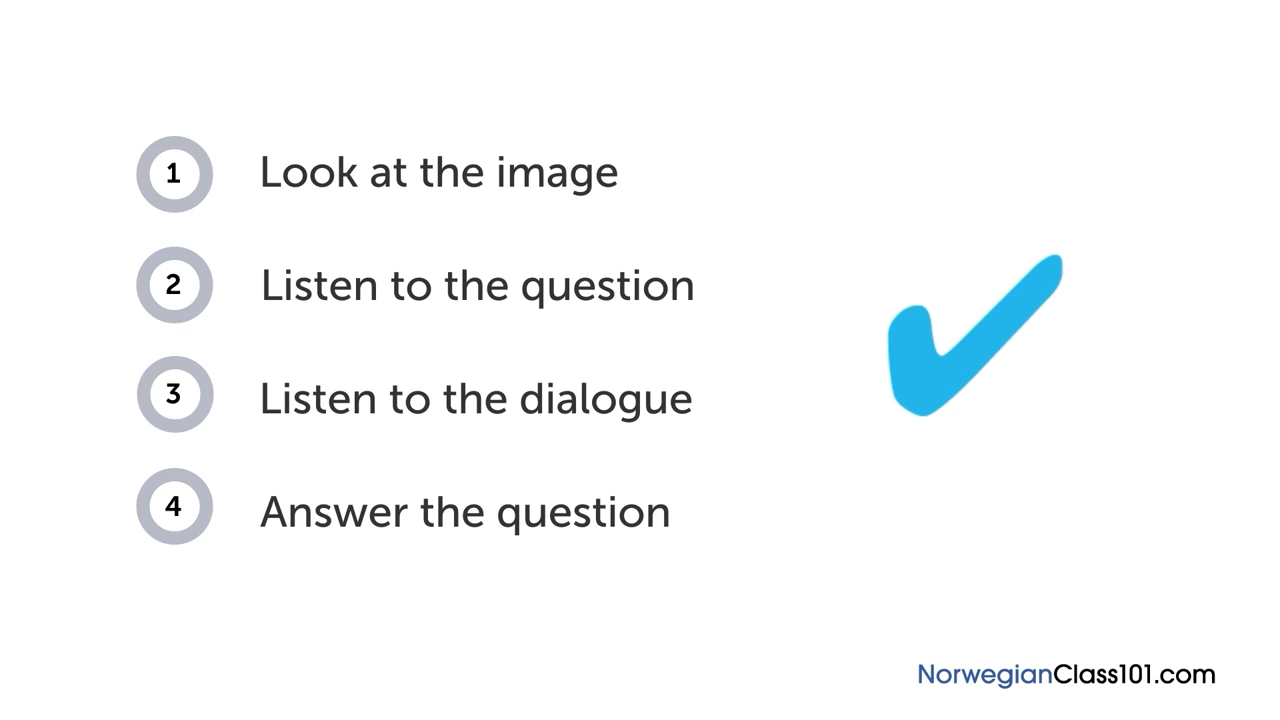 1 Look at the image
2 Listen to the question
3 Listen to the dialogue
4 Answer the question
NorwegianClass101.com